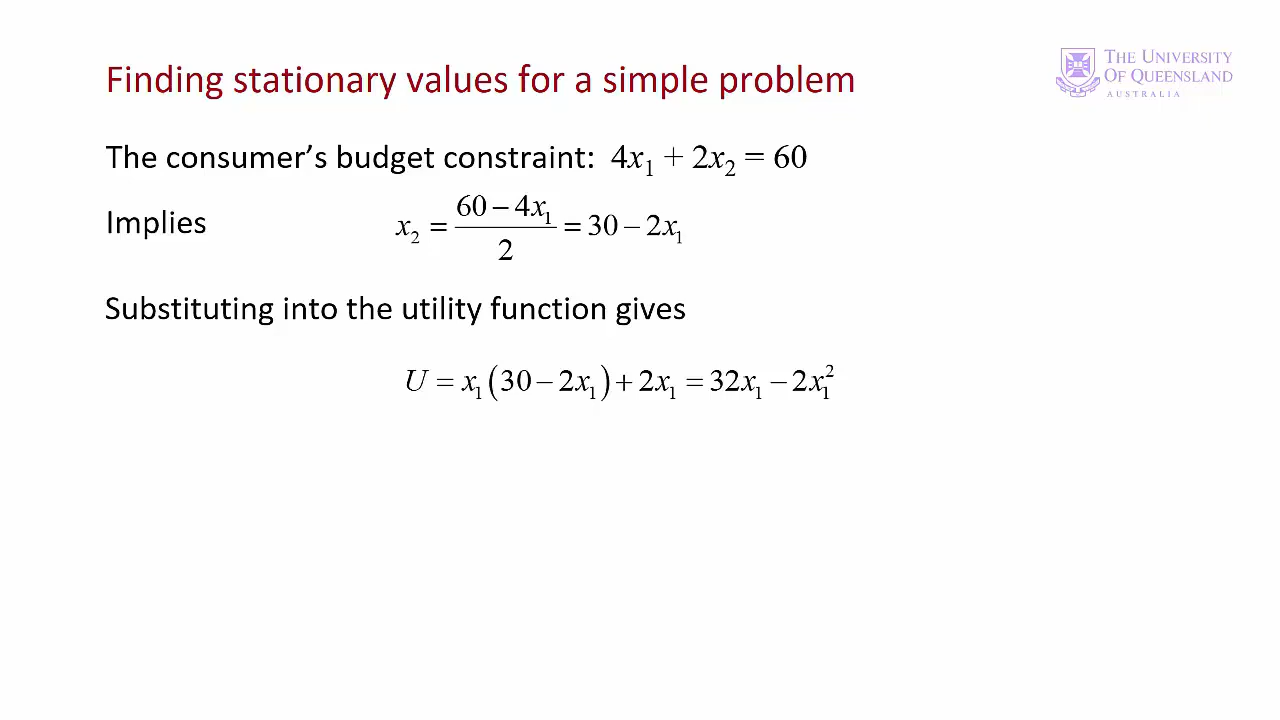 Finding stationary values for a simple problem
THE UNIVERSITY
OF QUEENSLAND
AUSTRALIA
The consumer’s budget constraint: 4x₁ + 2x₂ = 60
Implies x₂ = (60 − 4x₁)/2 = 30 − 2x₁
Substituting into the utility function gives
U = x₁(30 − 2x₁) + 2x₁ = 32x₁ − 2x₁²